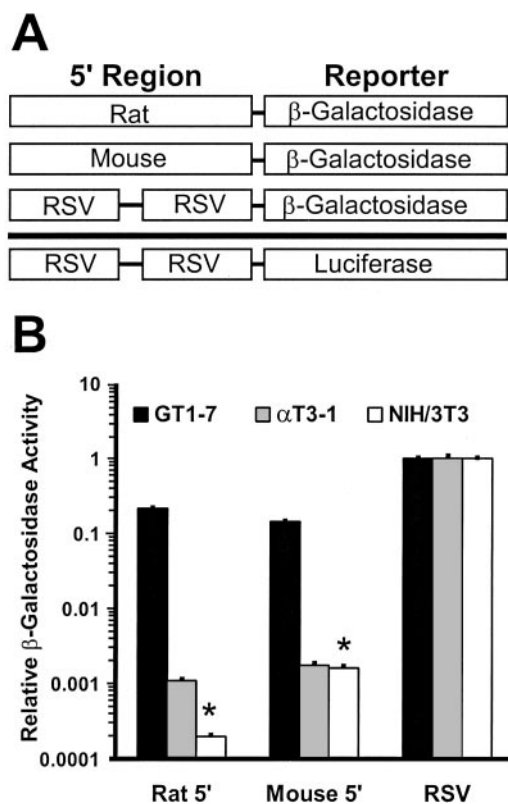 A
5' Region Reporter
Rat β-Galactosidase
Mouse β-Galactosidase
RSV RSV β-Galactosidase
RSV RSV Luciferase
B
Relative β-Galactosidase Activity
10
1
0.1
0.01
0.001
0.0001
GT1-7 αT3-1 NIH/3T3
* *
Rat 5' Mouse 5' RSV